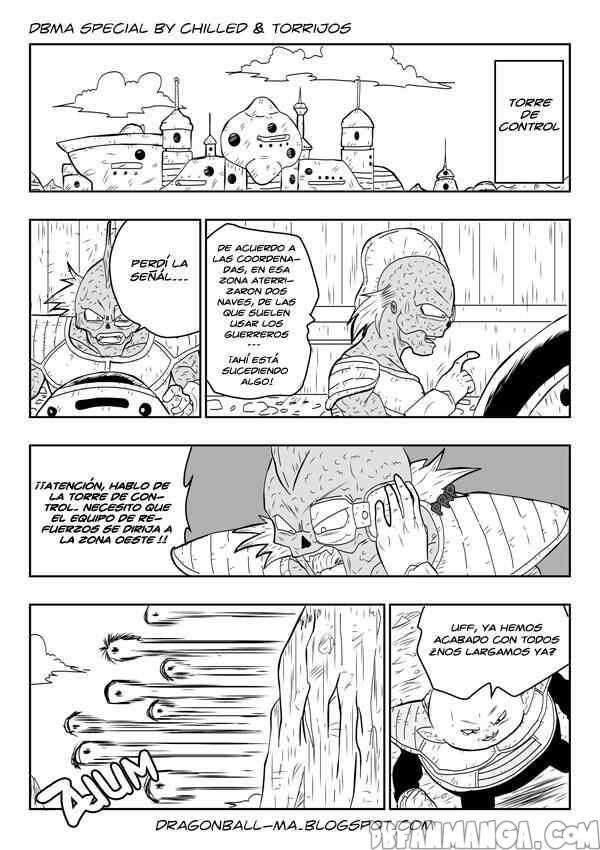 DBMA SPECIAL BY CHILLED & TORRIJOS
TORRE
DE
CONTROL
PERDÍ LA
SEÑÁL...
DE ACUERDO A
LAS COORDENA-
DAS, EN ESA
ZONA ATERRI-
ZARON DOS
NAVES, DE LAS
QUE SUELEN
USAR LOS
GUERREROS
...
¡AHÍ ESTÁ
SUCEDIENDO
ALGO!
¡¡ATENCIÓN, HABLO DE
LA TORRE DE CON-
TROL. NECESITO QUE
EL EQUIPO DE RE-
FUERZOS SE DIRIJA A
LA ZONA OESTE!!
ZJUM
UFF, YA HEMOS
ACABADO CON TODOS
¿NOS LARGAMOS YA?
DRAGONBALL-MA.BLOGSPOT.COM
DBFANMANGA.COM